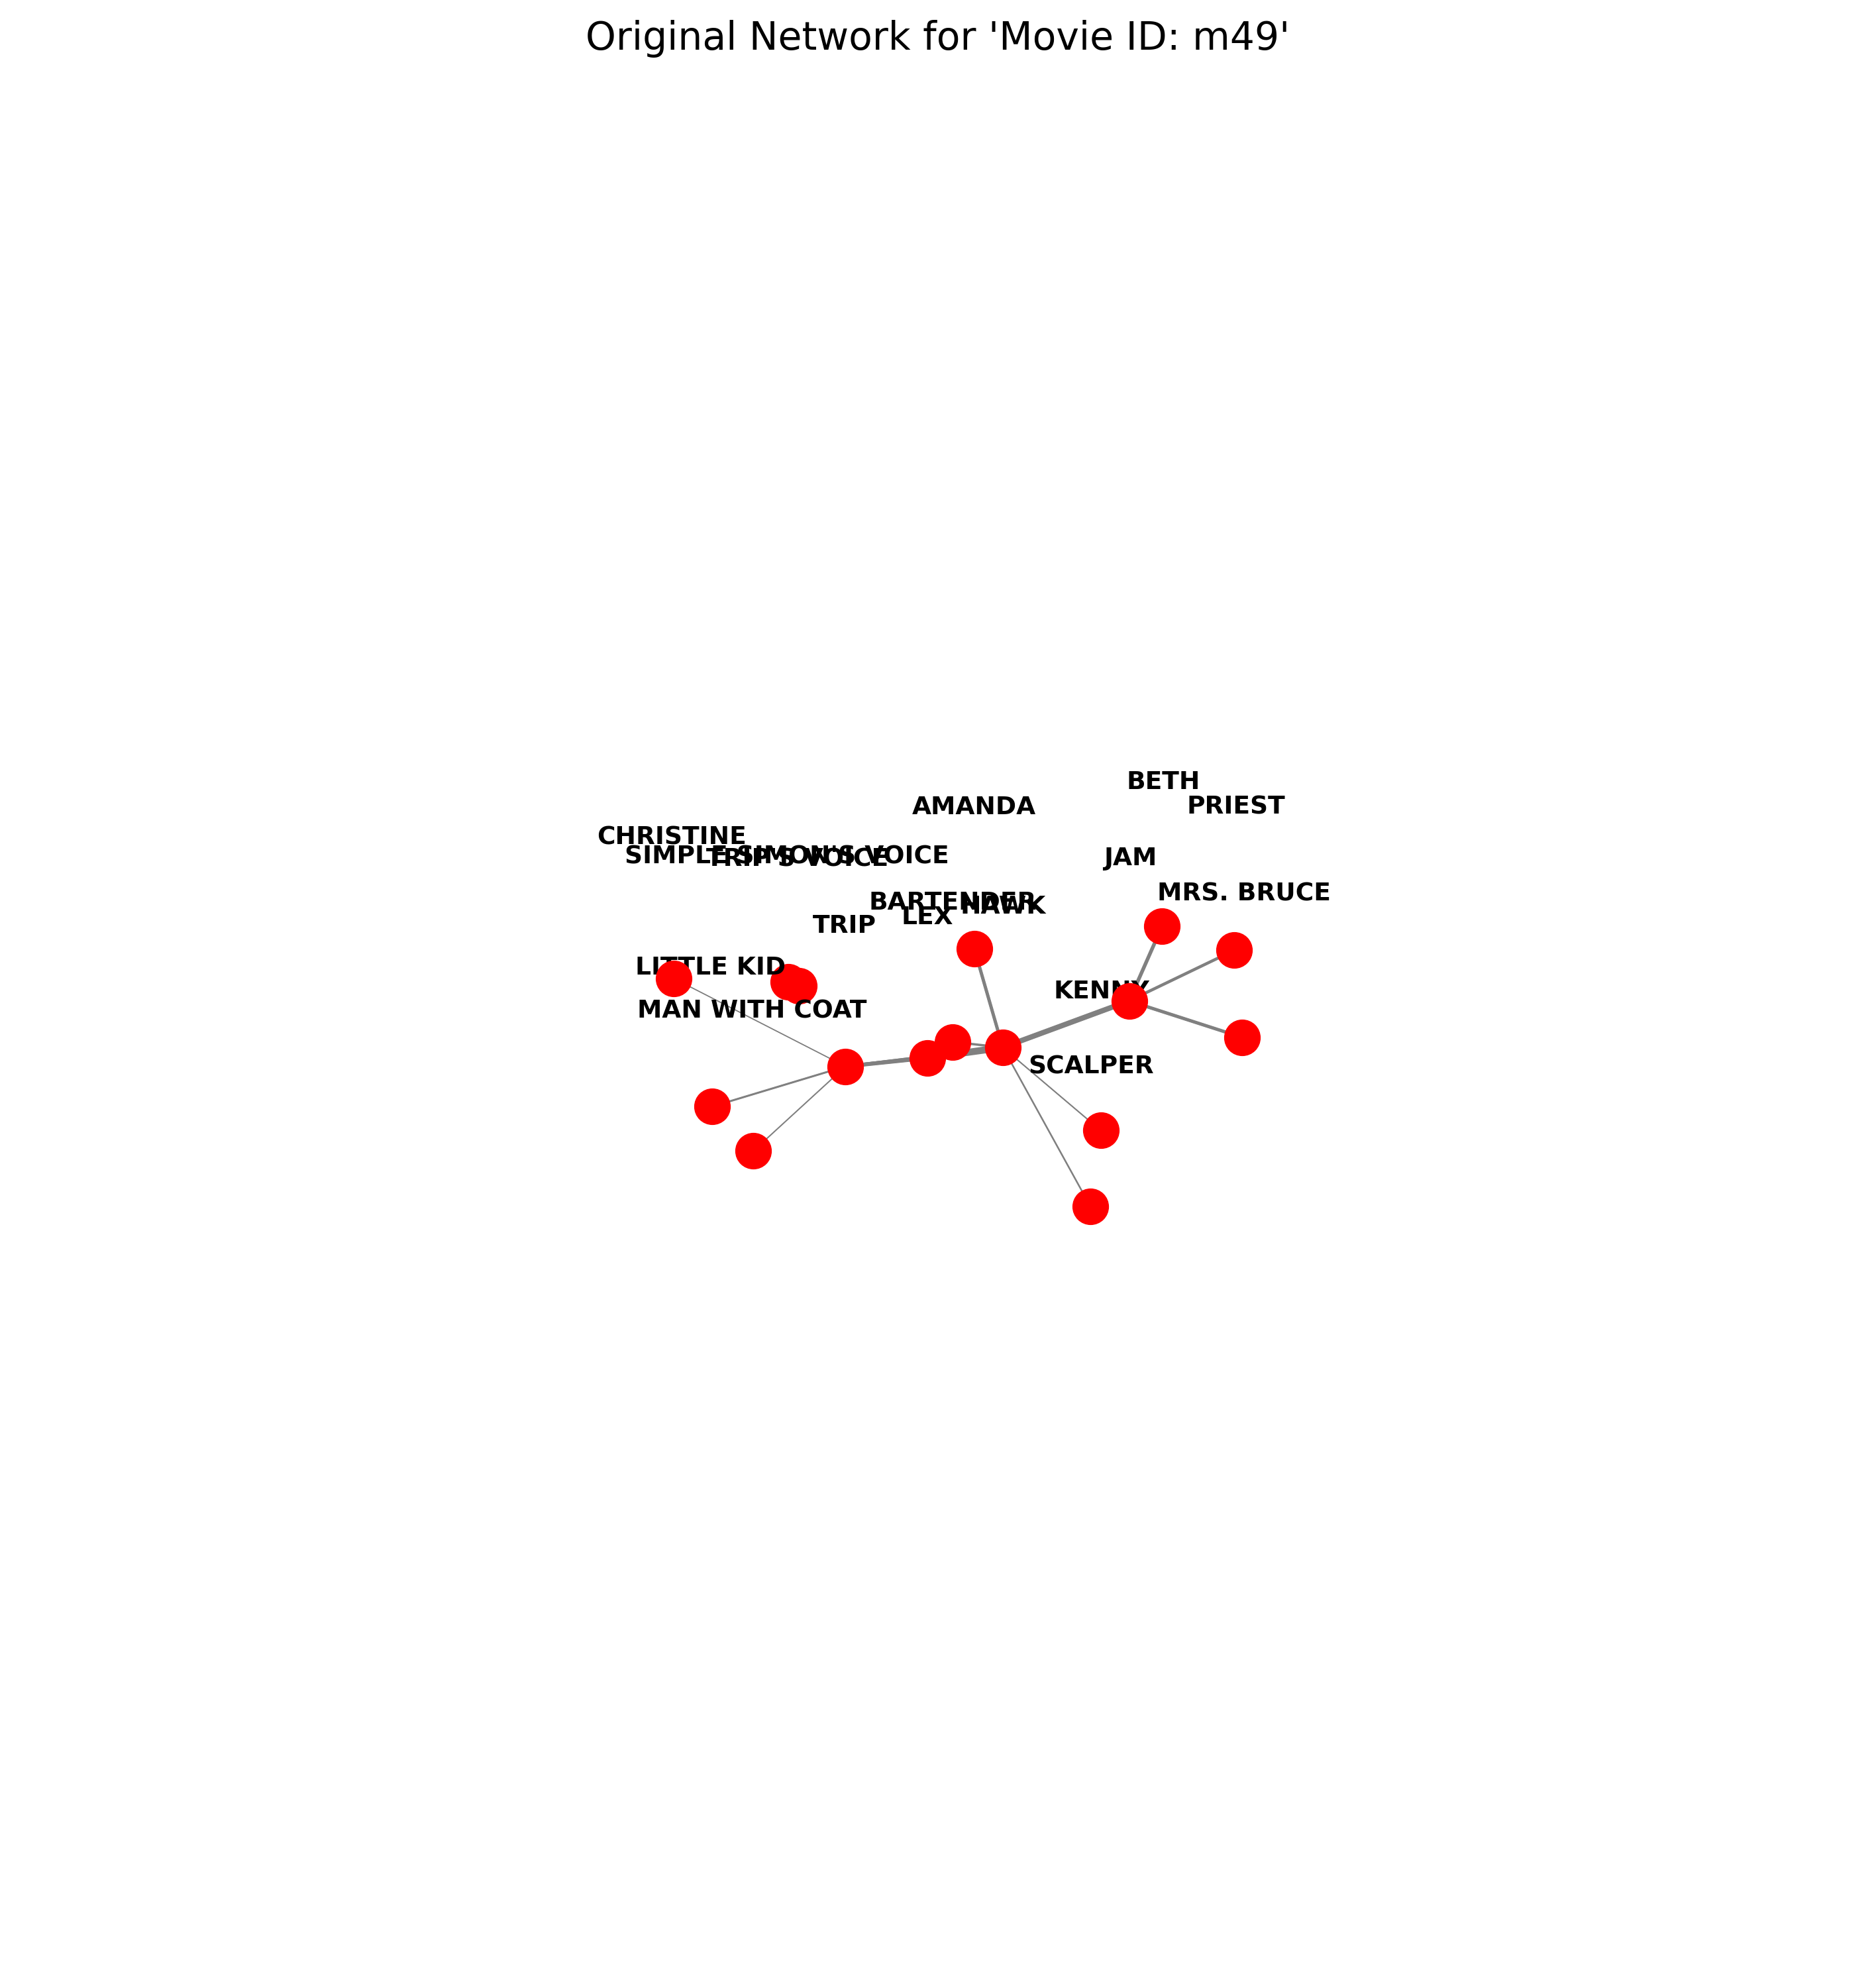 Original Network for 'Movie ID: m49'
BETH
PRIEST
AMANDA
CHRISTINE
SIMPLE SIMON'S VOICE
TRIP'S VOICE
JAM
MRS. BRUCE
BARTENDER
HAWK
LEX
TRIP
LITTLE KID
KENNY
MAN WITH COAT
SCALPER